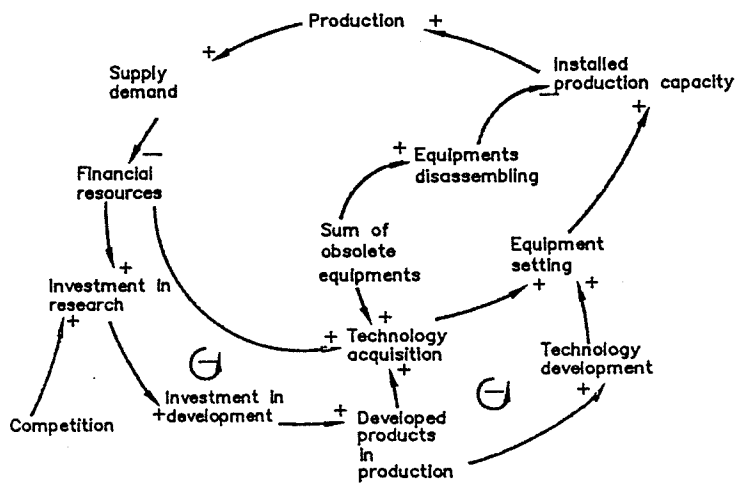 Production +
+
Installed
production capacity
Supply
demand
−
+
−
+ Equipments
disassembling
Financial
resources
Sum of
obsolete
equipments
Equipment
setting
+
+ +
Investment in
research
+
+
+ Technology
acquisition
+
Technology
development
+
Investment in
+ development
+
Developed
products
in
production
Competition